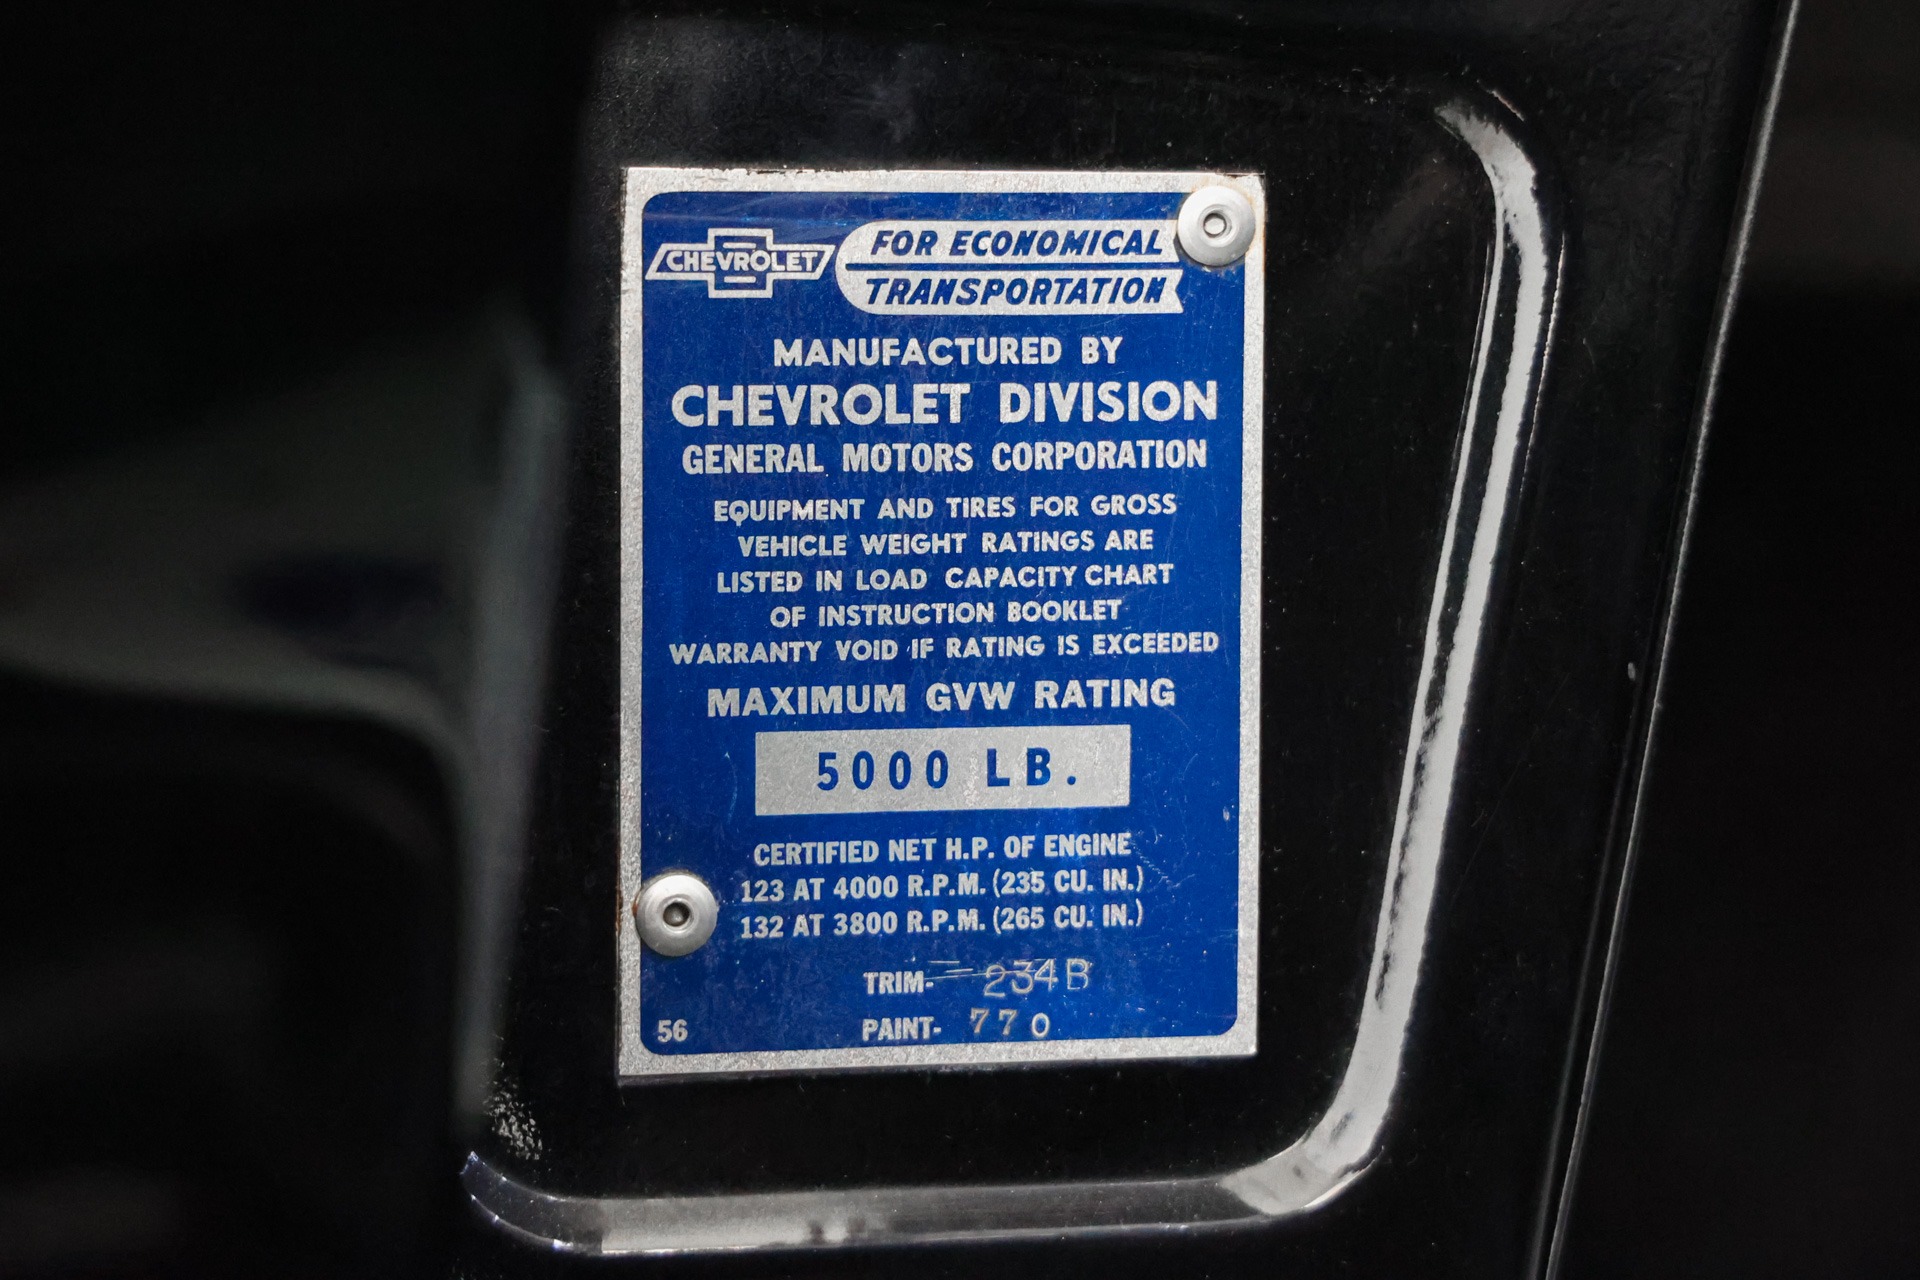 CHEVROLET
FOR ECONOMICAL
TRANSPORTATION
MANUFACTURED BY
CHEVROLET DIVISION
GENERAL MOTORS CORPORATION
EQUIPMENT AND TIRES FOR GROSS
VEHICLE WEIGHT RATINGS ARE
LISTED IN LOAD CAPACITY CHART
OF INSTRUCTION BOOKLET
WARRANTY VOID IF RATING IS EXCEEDED
MAXIMUM GVW RATING
5000 LB.
CERTIFIED NET H.P. OF ENGINE
123 AT 4000 R.P.M. (235 CU. IN.)
132 AT 3800 R.P.M. (265 CU. IN.)
TRIM- 234B
56 PAINT- 770